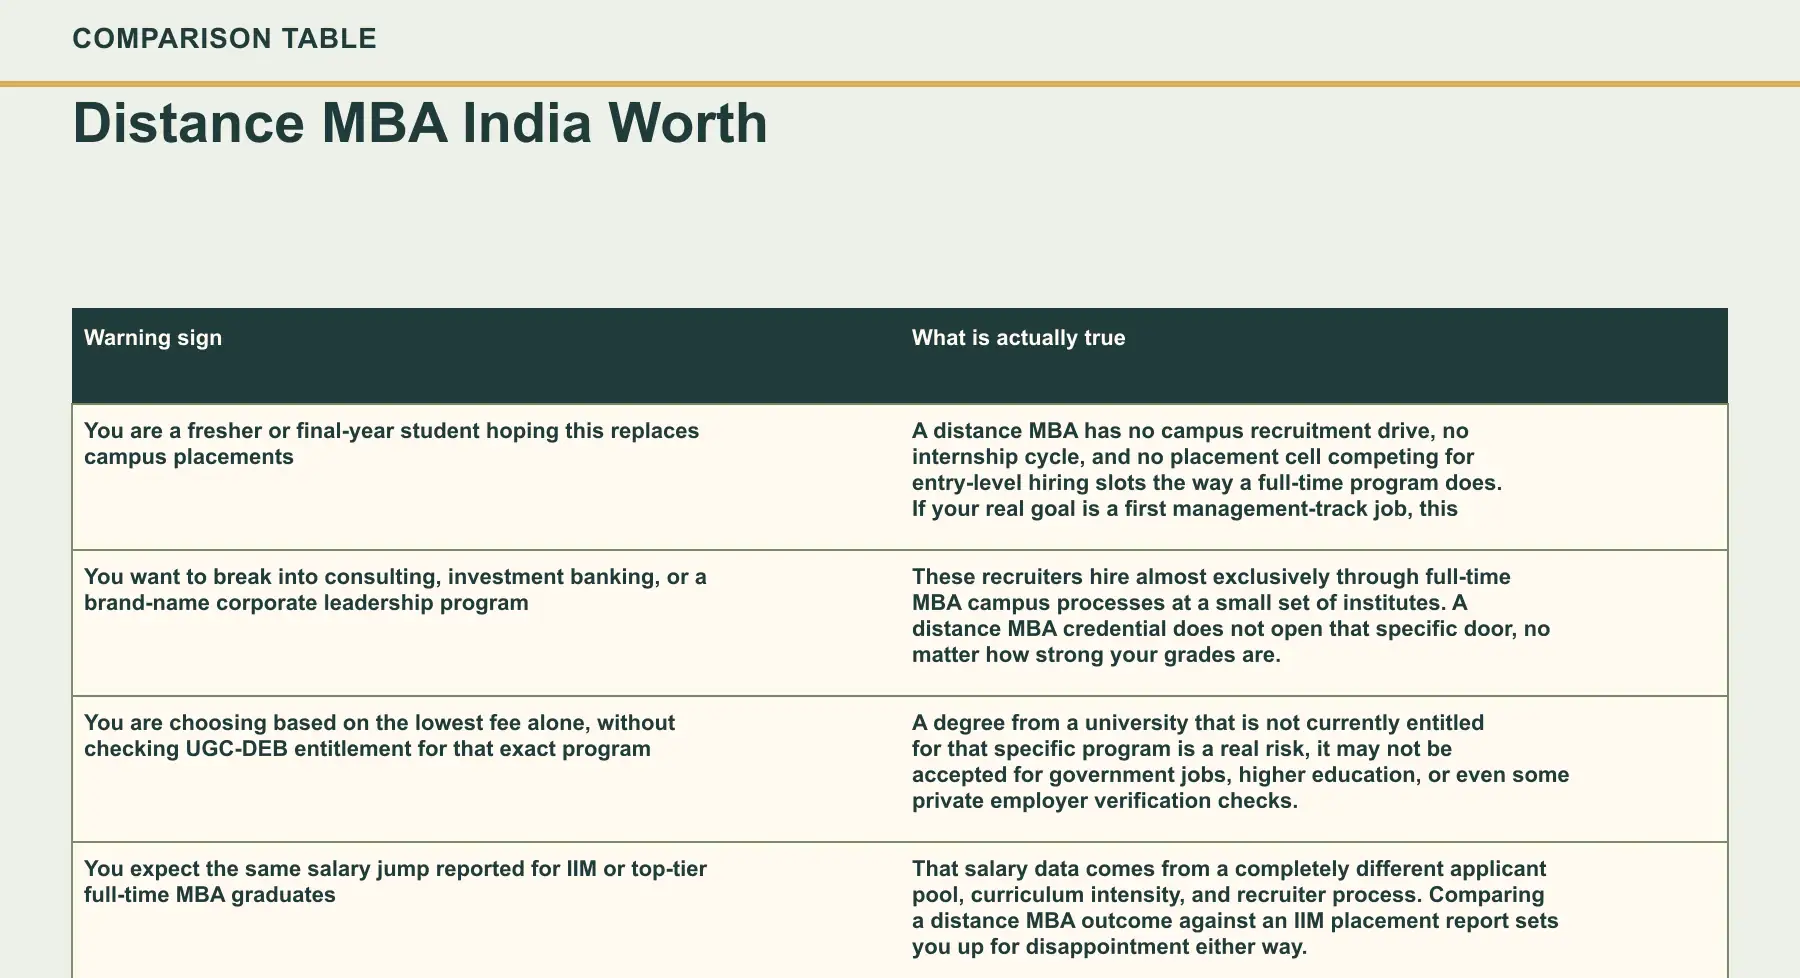 COMPARISON TABLE
Distance MBA India Worth
Warning sign
What is actually true
You are a fresher or final-year student hoping this replaces
campus placements
A distance MBA has no campus recruitment drive, no
internship cycle, and no placement cell competing for
entry-level hiring slots the way a full-time program does.
If your real goal is a first management-track job, this
You want to break into consulting, investment banking, or a
brand-name corporate leadership program
These recruiters hire almost exclusively through full-time
MBA campus processes at a small set of institutes. A
distance MBA credential does not open that specific door, no
matter how strong your grades are.
You are choosing based on the lowest fee alone, without
checking UGC-DEB entitlement for that exact program
A degree from a university that is not currently entitled
for that specific program is a real risk, it may not be
accepted for government jobs, higher education, or even some
private employer verification checks.
You expect the same salary jump reported for IIM or top-tier
full-time MBA graduates
That salary data comes from a completely different applicant
pool, curriculum intensity, and recruiter process. Comparing
a distance MBA outcome against an IIM placement report sets
you up for disappointment either way.